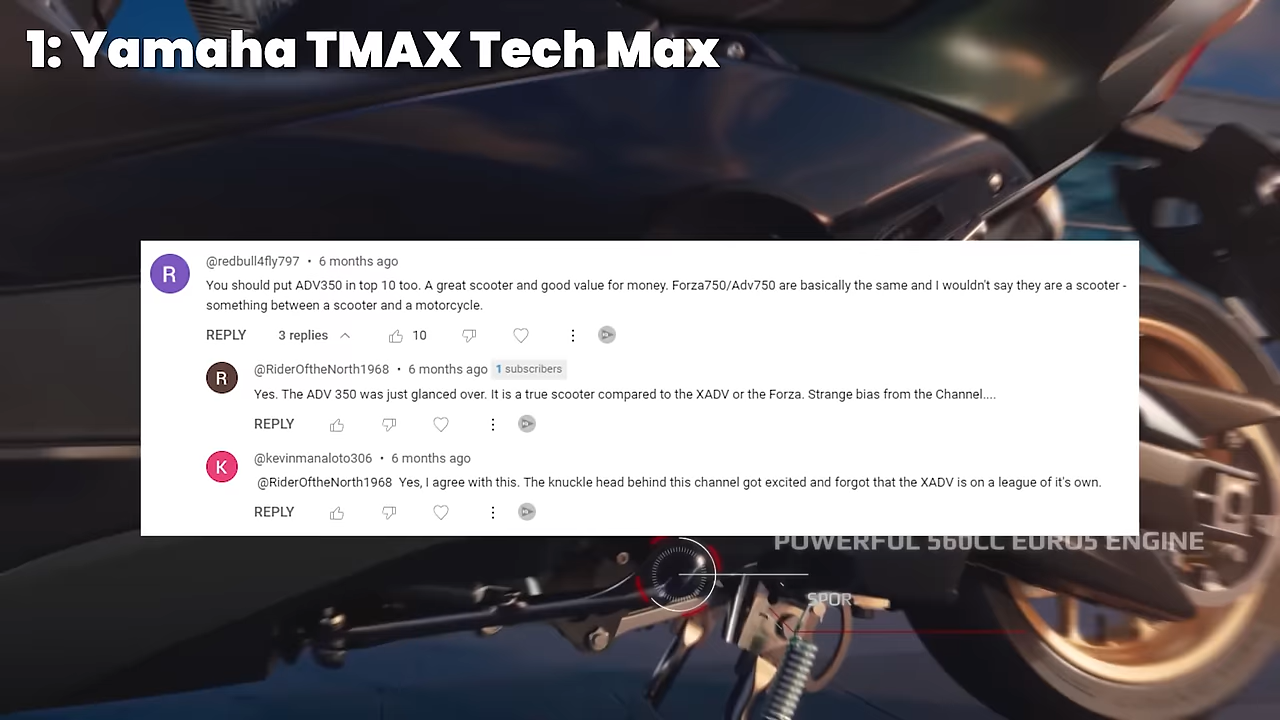 1: Yamaha TMAX Tech Max
R
@redbull4fly797 • 6 months ago
You should put ADV350 in top 10 too. A great scooter and good value for money. Forza750/Adv750 are basically the same and I wouldn't say they are a scooter -
something between a scooter and a motorcycle.
REPLY 3 replies 10
R
@RiderOftheNorth1968 • 6 months ago 1 subscribers
Yes. The ADV 350 was just glanced over. It is a true scooter compared to the XADV or the Forza. Strange bias from the Channel....
REPLY
K
@kevinmanaloto306 • 6 months ago
@RiderOftheNorth1968 Yes, I agree with this. The knuckle head behind this channel got excited and forgot that the XADV is on a league of it's own.
REPLY
POWERFUL 560CC EURO5 ENGINE
SPOR